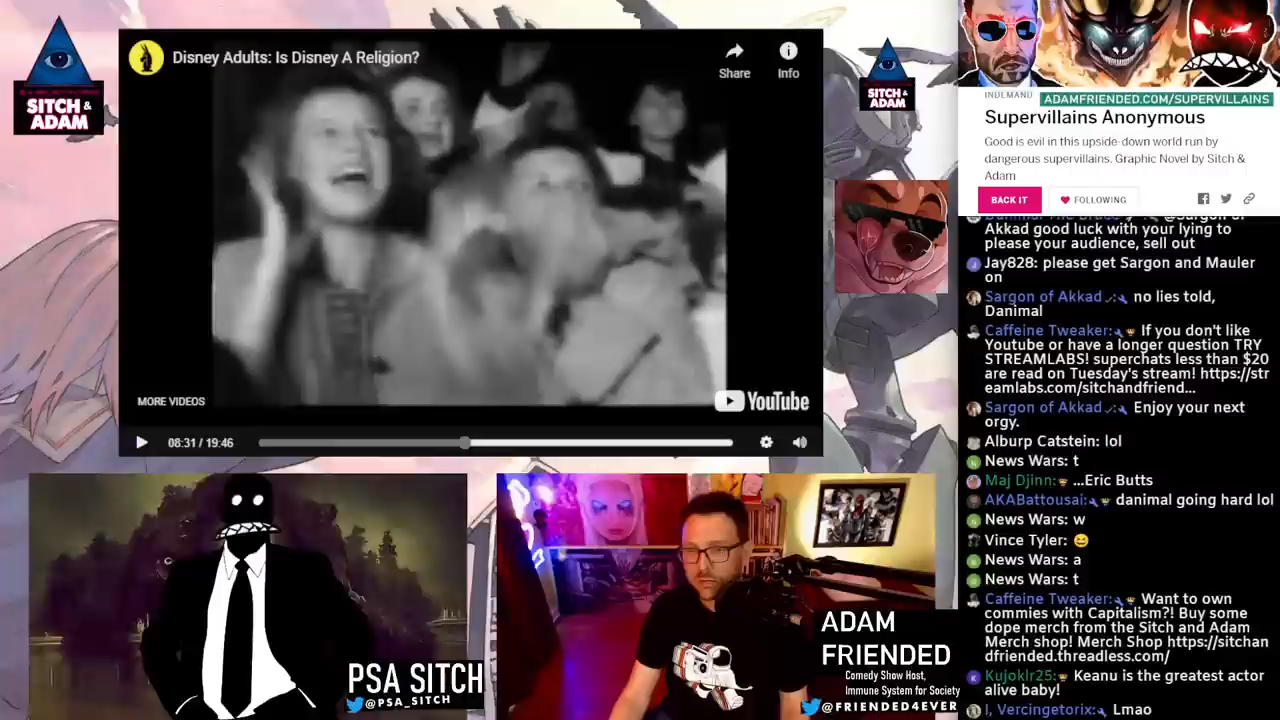 Disney Adults: Is Disney A Religion?
Share
Info
SITCH &
ADAM
SITCH
& ADAM
MORE VIDEOS
YouTube
08:31 / 19:46
INDEMAND
ADAMFRIENDED.COM/SUPERVILLAINS
Supervillains Anonymous
Good is evil in this upside-down world run by
dangerous supervillains. Graphic Novel by Sitch &
Adam
BACK IT
FOLLOWING
Akkad good luck with your lying to
please your audience, sell out
Jay828: please get Sargon and Mauler
on
Sargon of Akkad no lies told,
Danimal
Caffeine Tweaker: If you don't like
Youtube or have a longer question TRY
STREAMLABS! superchats less than $20
are read on Tuesday's stream! https://str
eamlabs.com/sitchandfriend...
Sargon of Akkad Enjoy your next
orgy.
Alburp Catstein: lol
News Wars: t
Maj Djinn: ...Eric Butts
AKABattousai: danimal going hard lol
News Wars: w
Vince Tyler: 😆
News Wars: a
News Wars: t
Caffeine Tweaker: Want to own
commies with Capitalism?! Buy some
dope merch from the Sitch and Adam
Merch shop! Merch Shop https://sitchan
dfriended.threadless.com/
Kujoklr25: Keanu is the greatest actor
alive baby!
I, Vercingetorix: Lmao
PSA SITCH
@PSA_SITCH
ADAM
FRIENDED
Comedy Show Host,
Immune System for Society
@FRIENDED4EVER